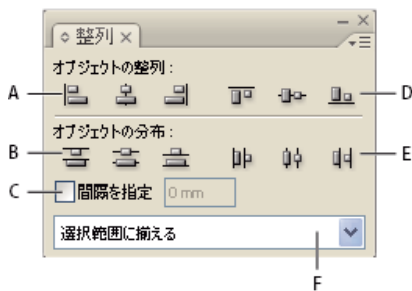 整列
オブジェクトの整列 :
A
D
オブジェクトの分布 :
B
E
C
間隔を指定 0 mm
選択範囲に揃える
F